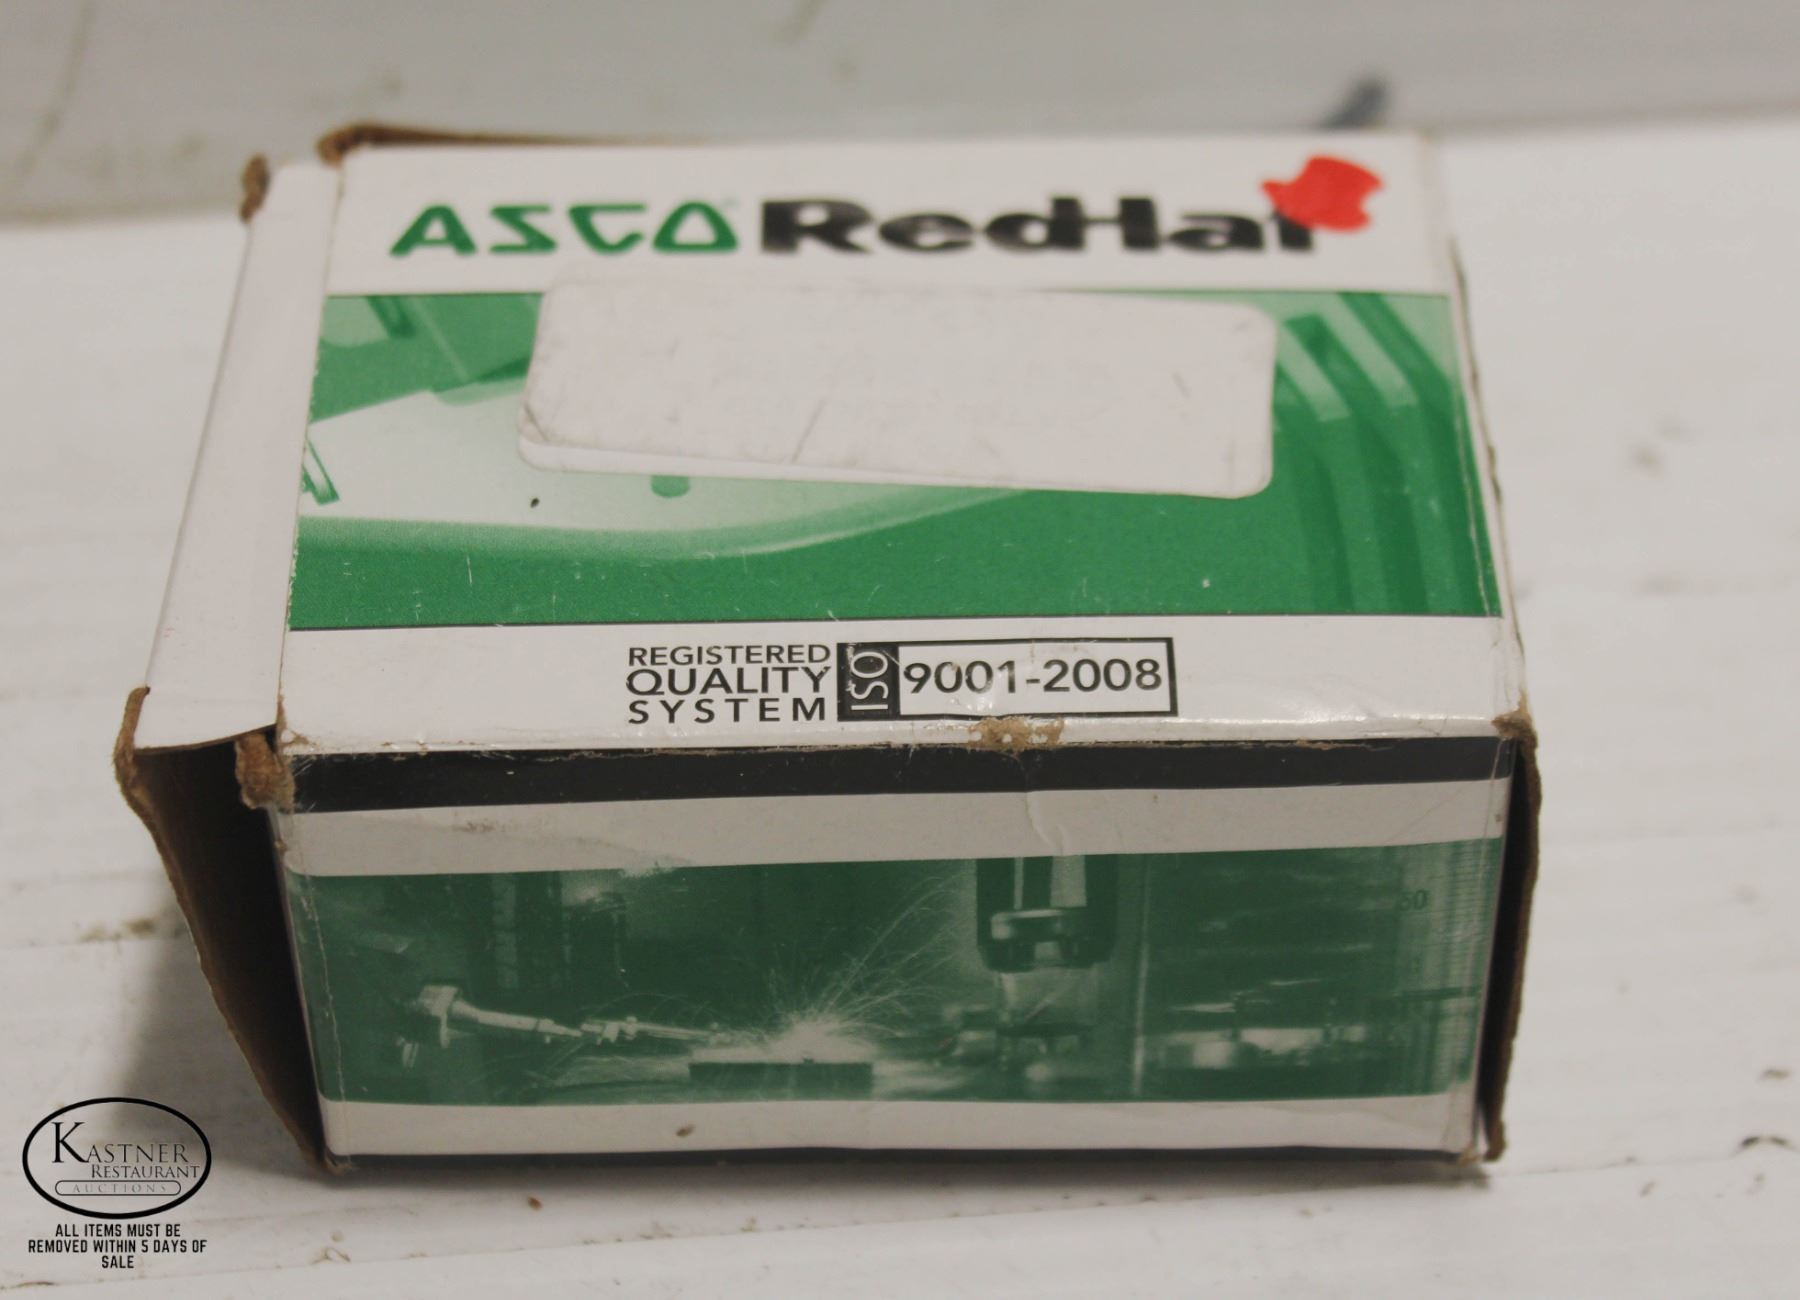 ASCO RedHat
REGISTERED
QUALITY
SYSTEM
ISO 9001-2008
50
KASTNER
RESTAURANT
AUCTIONS
ALL ITEMS MUST BE
REMOVED WITHIN 5 DAYS OF
SALE